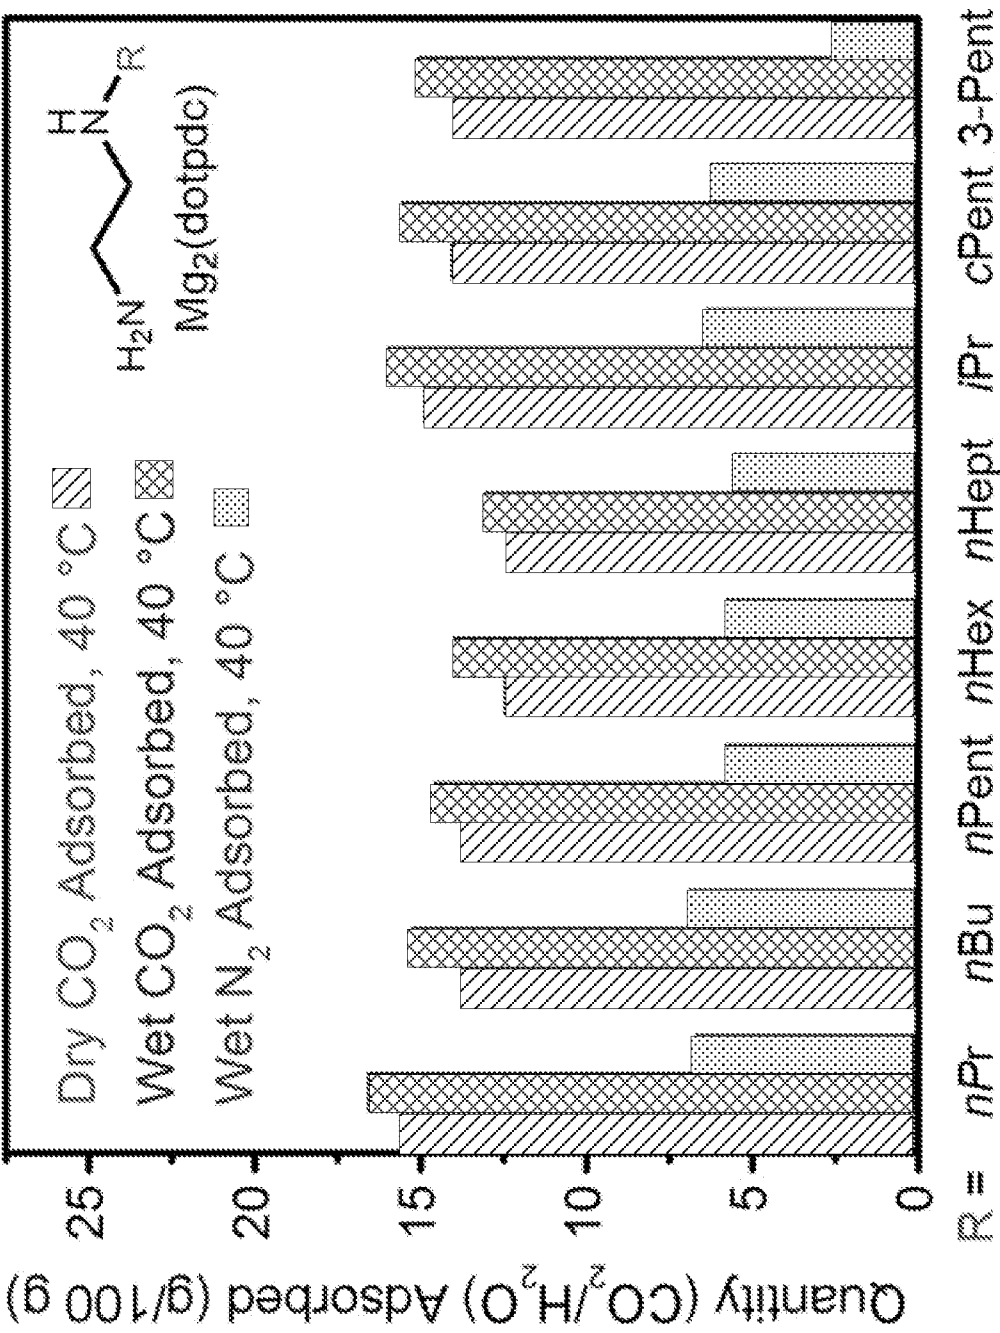 Quantity (CO2/H2O) Adsorbed (g/100 g)
25
20
15
10
5
0
Dry CO2 Adsorbed, 40 °C
Wet CO2 Adsorbed, 40 °C
Wet N2 Adsorbed, 40 °C
H
H2N N R
Mg2(dotpdc)
R = nPr nBu nPent nHex nHept iPr cPent 3-Pent